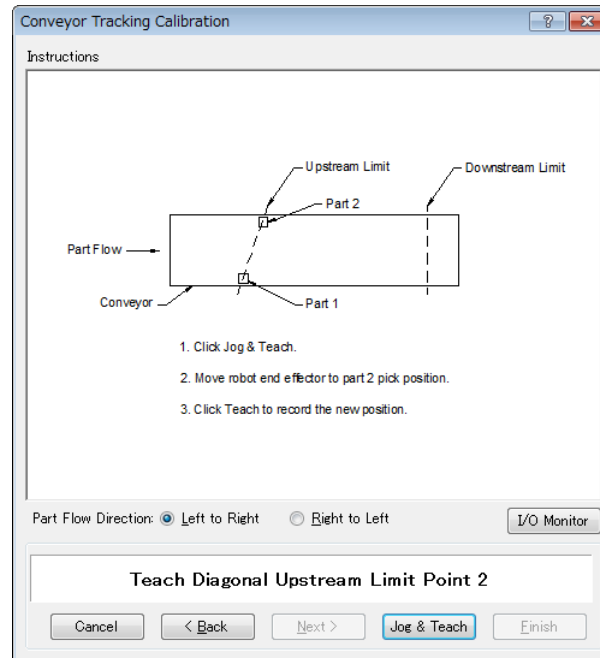 Conveyor Tracking Calibration
Instructions
Upstream Limit
Downstream Limit
Part 2
Part Flow
Conveyor
Part 1
1. Click Jog & Teach.
2. Move robot end effector to part 2 pick position.
3. Click Teach to record the new position.
Part Flow Direction: Left to Right Right to Left I/O Monitor
Teach Diagonal Upstream Limit Point 2
Cancel < Back Next > Jog & Teach Finish